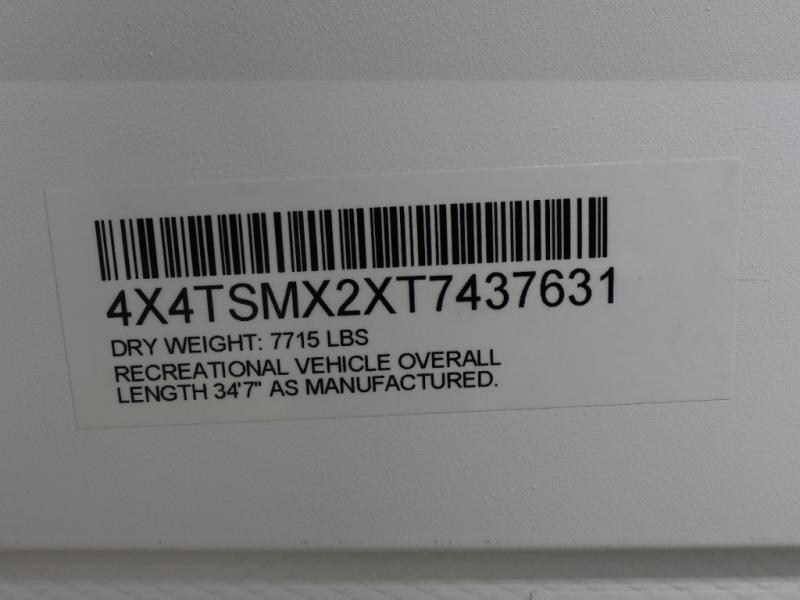 4X4TSMX2XT7437631
DRY WEIGHT: 7715 LBS
RECREATIONAL VEHICLE OVERALL
LENGTH 34'7" AS MANUFACTURED.